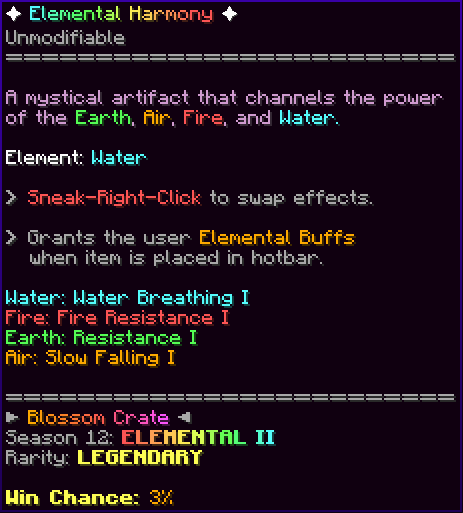 ✦ Elemental Harmony ✦
Unmodifiable
======================================
A mystical artifact that channels the power
of the Earth, Air, Fire, and Water.
Element: Water
> Sneak-Right-Click to swap effects.
> Grants the user Elemental Buffs
when item is placed in hotbar.
Water: Water Breathing I
Fire: Fire Resistance I
Earth: Resistance I
Air: Slow Falling I
======================================
► Blossom Crate ◄
Season 12: ELEMENTAL II
Rarity: LEGENDARY
Win Chance: 3%